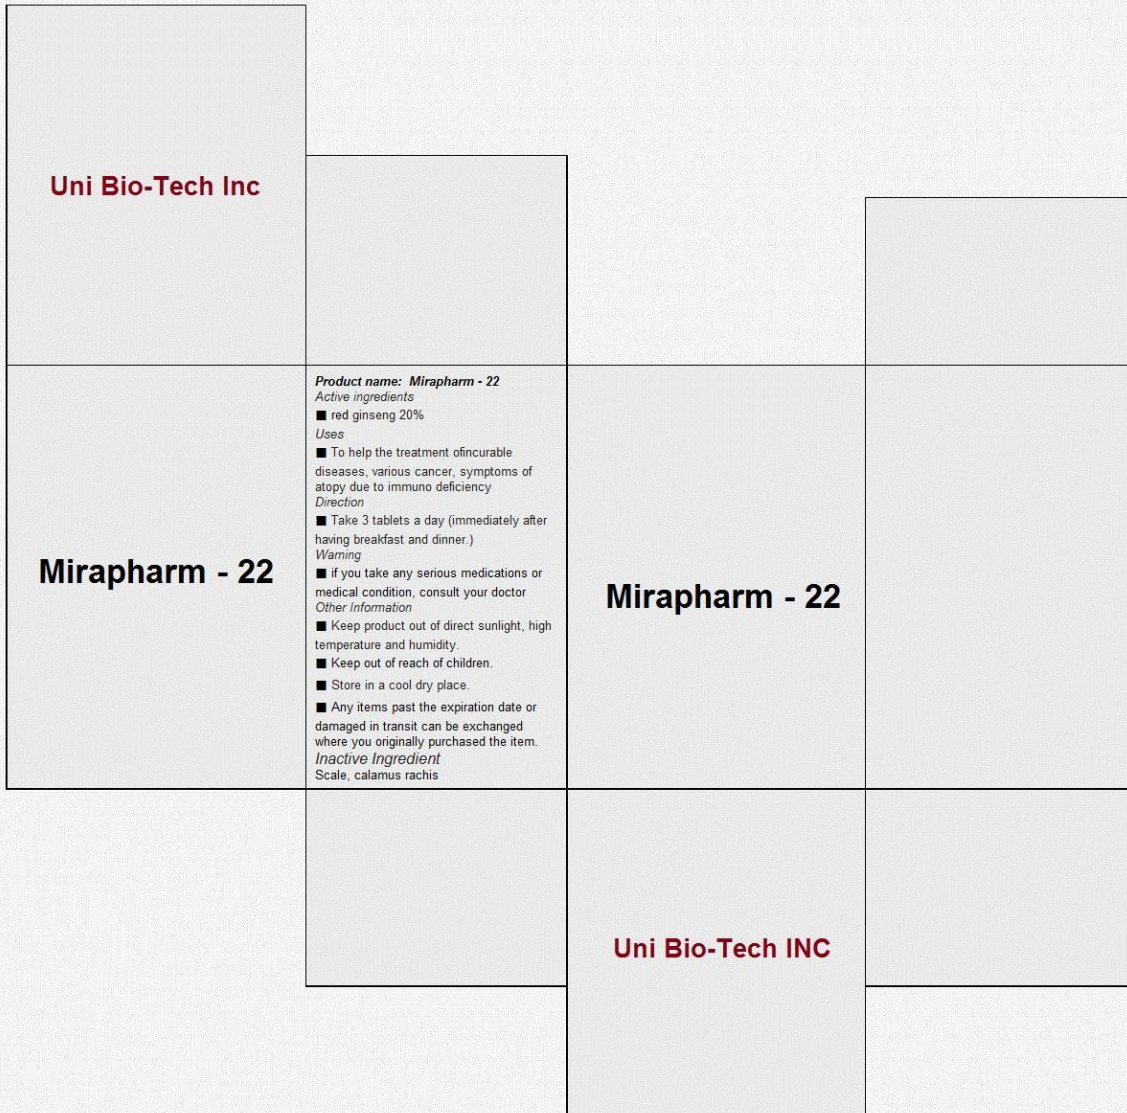 Uni Bio-Tech Inc
Mirapharm - 22
Product name:  Mirapharm - 22
Active ingredients
■ red ginseng 20%
Uses
■ To help the treatment ofincurable
diseases, various cancer, symptoms of
atopy due to immuno deficiency
Direction
■ Take 3 tablets a day (immediately after
having breakfast and dinner.)
Warning
■ if you take any serious medications or
medical condition, consult your doctor
Other Information
■ Keep product out of direct sunlight, high
temperature and humidity.
■ Keep out of reach of children.
■ Store in a cool dry place.
■ Any items past the expiration date or
damaged in transit can be exchanged
where you originally purchased the item.
Inactive Ingredient
Scale, calamus rachis
Mirapharm - 22
Uni Bio-Tech INC